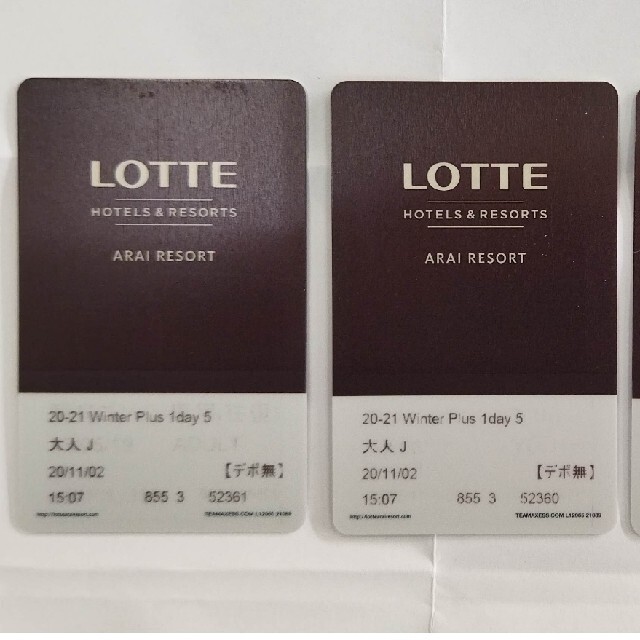 LOTTE
HOTELS & RESORTS
ARAI RESORT
20-21 Winter Plus 1day 5
大人 J
20/11/02 【デポ無】
15:07 855 3 52361
LOTTE
HOTELS & RESORTS
ARAI RESORT
20-21 Winter Plus 1day 5
大人 J
20/11/02 【デポ無】
15:07 855 3 52360
TEAMAXESS.COM